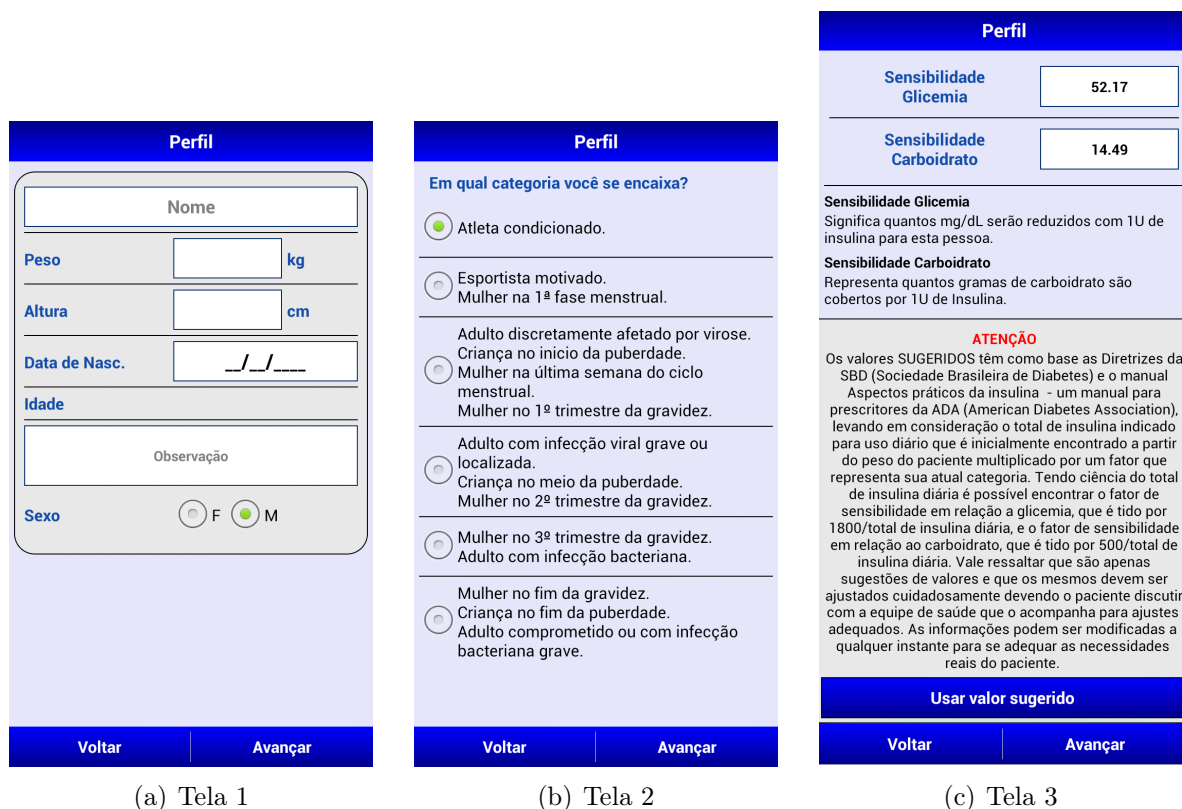 Perfil
Nome
Peso
kg
Altura
cm
Data de Nasc.
__/__/____
Idade
Observação
Sexo
F
M
Voltar
Avançar
(a) Tela 1
Perfil
Em qual categoria você se encaixa?
Atleta condicionado.
Esportista motivado.
Mulher na 1ª fase menstrual.
Adulto discretamente afetado por virose.
Criança no inicio da puberdade.
Mulher na última semana do ciclo
menstrual.
Mulher no 1º trimestre da gravidez.
Adulto com infecção viral grave ou
localizada.
Criança no meio da puberdade.
Mulher no 2º trimestre da gravidez.
Mulher no 3º trimestre da gravidez.
Adulto com infecção bacteriana.
Mulher no fim da gravidez.
Criança no fim da puberdade.
Adulto comprometido ou com infecção
bacteriana grave.
Voltar
Avançar
(b) Tela 2
Perfil
Sensibilidade
Glicemia
52.17
Sensibilidade
Carboidrato
14.49
Sensibilidade Glicemia
Significa quantos mg/dL serão reduzidos com 1U de
insulina para esta pessoa.
Sensibilidade Carboidrato
Representa quantos gramas de carboidrato são
cobertos por 1U de Insulina.
ATENÇÃO
Os valores SUGERIDOS têm como base as Diretrizes da
SBD (Sociedade Brasileira de Diabetes) e o manual
Aspectos práticos da insulina - um manual para
prescritores da ADA (American Diabetes Association),
levando em consideração o total de insulina indicado
para uso diário que é inicialmente encontrado a partir
do peso do paciente multiplicado por um fator que
representa sua atual categoria. Tendo ciência do total
de insulina diária é possível encontrar o fator de
sensibilidade em relação a glicemia, que é tido por
1800/total de insulina diária, e o fator de sensibilidade
em relação ao carboidrato, que é tido por 500/total de
insulina diária. Vale ressaltar que são apenas
sugestões de valores e que os mesmos devem ser
ajustados cuidadosamente devendo o paciente discutir
com a equipe de saúde que o acompanha para ajustes
adequados. As informações podem ser modificadas a
qualquer instante para se adequar as necessidades
reais do paciente.
Usar valor sugerido
Voltar
Avançar
(c) Tela 3